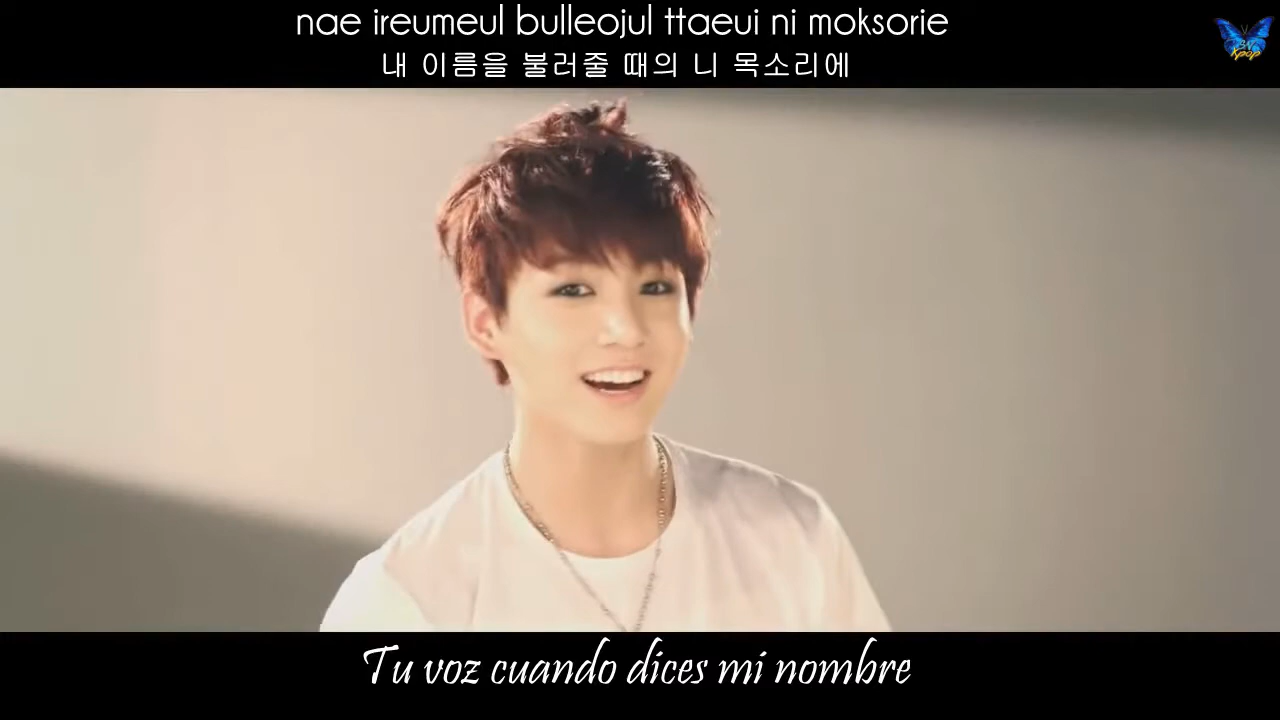 nae ireumeul bulleojul ttaeui ni moksorie
내 이름을 불러줄 때의 니 목소리에
Kpop
Tu voz cuando dices mi nombre